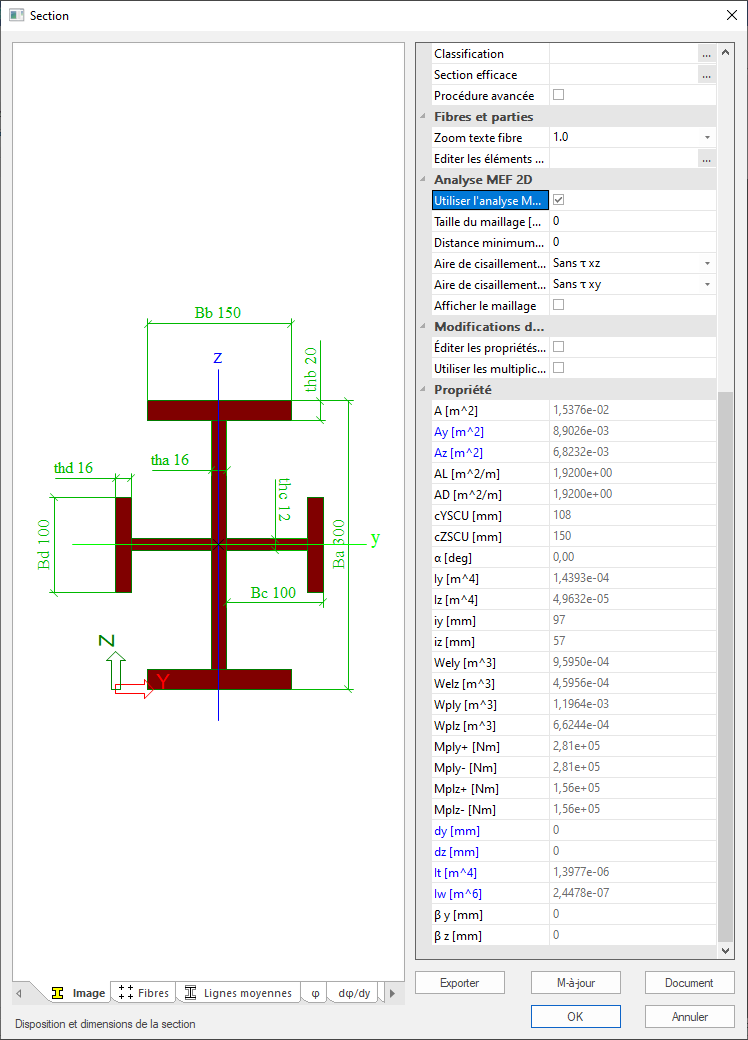 Section
Bb 150
z
thb 20
tha 16
thd 16
thc 12
Ba 300
y
Bd 100
Bc 100
Z
Y
Image
Fibres
Lignes moyennes
φ
dφ/dy
Disposition et dimensions de la section
Classification ...
Section efficace ...
Procédure avancée
Fibres et parties
Zoom texte fibre 1.0
Editer les éléments ... ...
Analyse MEF 2D
Utiliser l'analyse M...
Taille du maillage [... 0
Distance minimum... 0
Aire de cisaillement... Sans τ xz
Aire de cisaillement... Sans τ xy
Afficher le maillage
Modifications d...
Éditer les propriétés...
Utiliser les multiplic...
Propriété
A [m^2] 1,5376e-02
Ay [m^2] 8,9026e-03
Az [m^2] 6,8232e-03
AL [m^2/m] 1,9200e+00
AD [m^2/m] 1,9200e+00
cYSCU [mm] 108
cZSCU [mm] 150
α [deg] 0,00
Iy [m^4] 1,4393e-04
Iz [m^4] 4,9632e-05
iy [mm] 97
iz [mm] 57
Wely [m^3] 9,5950e-04
Welz [m^3] 4,5956e-04
Wply [m^3] 1,1964e-03
Wplz [m^3] 6,6244e-04
Mply+ [Nm] 2,81e+05
Mply- [Nm] 2,81e+05
Mplz+ [Nm] 1,56e+05
Mplz- [Nm] 1,56e+05
dy [mm] 0
dz [mm] 0
It [m^4] 1,3977e-06
Iw [m^6] 2,4478e-07
β y [mm] 0
β z [mm] 0
Exporter
M-à-jour
Document
OK
Annuler